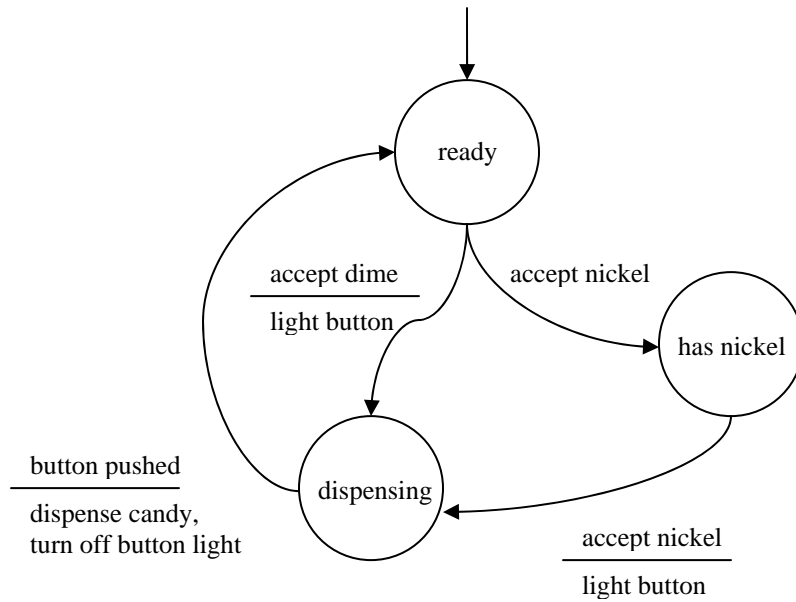 ready
accept dime
light button
accept nickel
has nickel
button pushed
dispense candy,
turn off button light
dispensing
accept nickel
light button